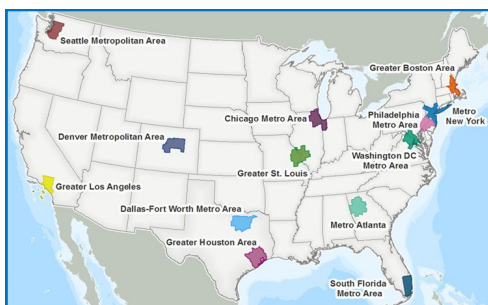 Seattle Metropolitan Area
Greater Boston Area
Chicago Metro Area
Philadelphia
Metro Area
Metro
New York
Denver Metropolitan Area
Washington DC
Metro Area
Greater St. Louis
Greater Los Angeles
Dallas-Fort Worth Metro Area
Metro Atlanta
Greater Houston Area
South Florida
Metro Area